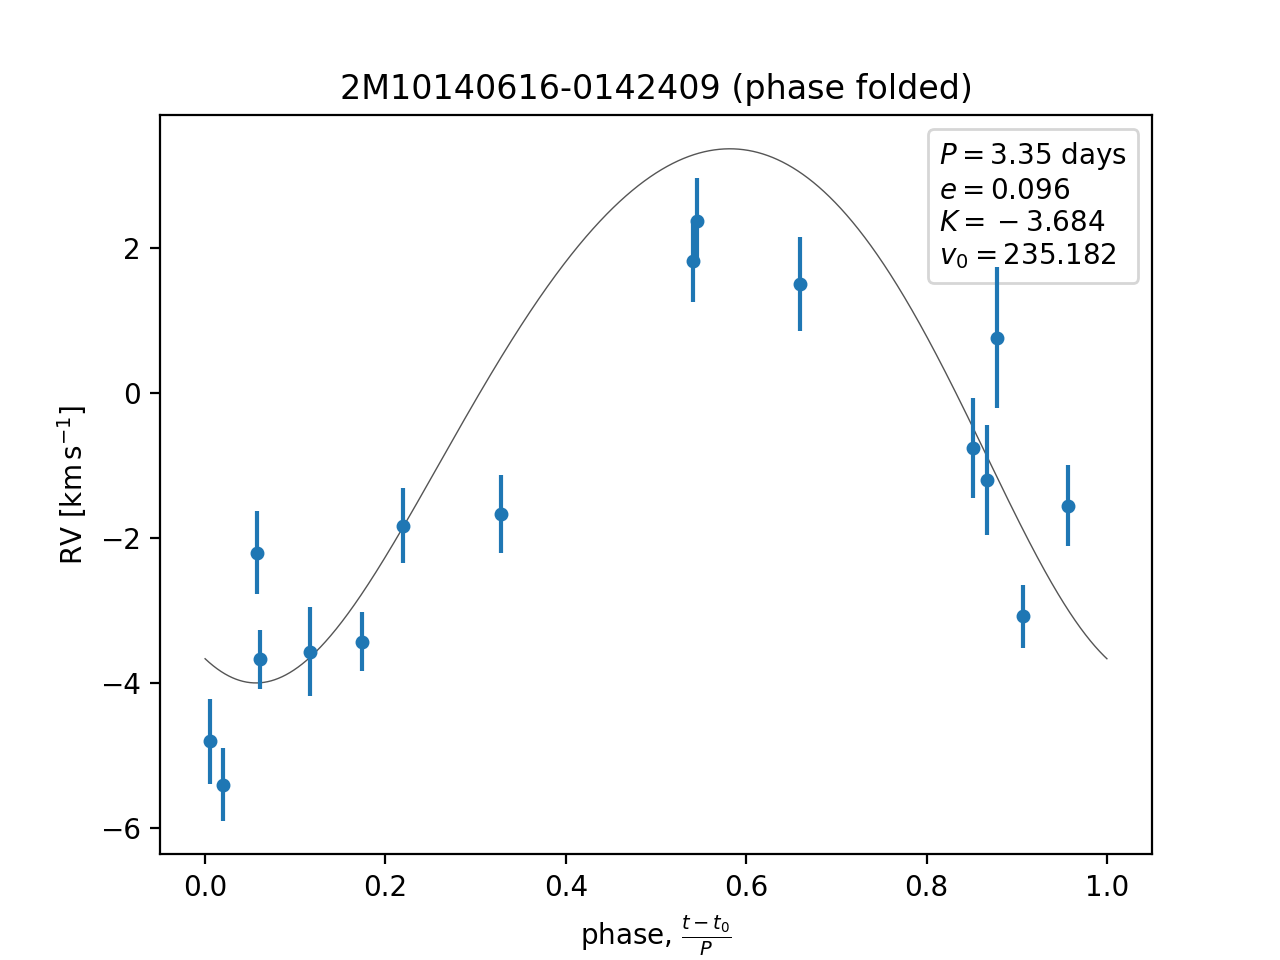 2M10140616-0142409 (phase folded)
P = 3.35 days
e = 0.096
K = −3.684
v₀ = 235.182
RV [km s⁻¹]
2
0
−2
−4
−6
0.0 0.2 0.4 0.6 0.8 1.0
phase, (t − t₀)/P